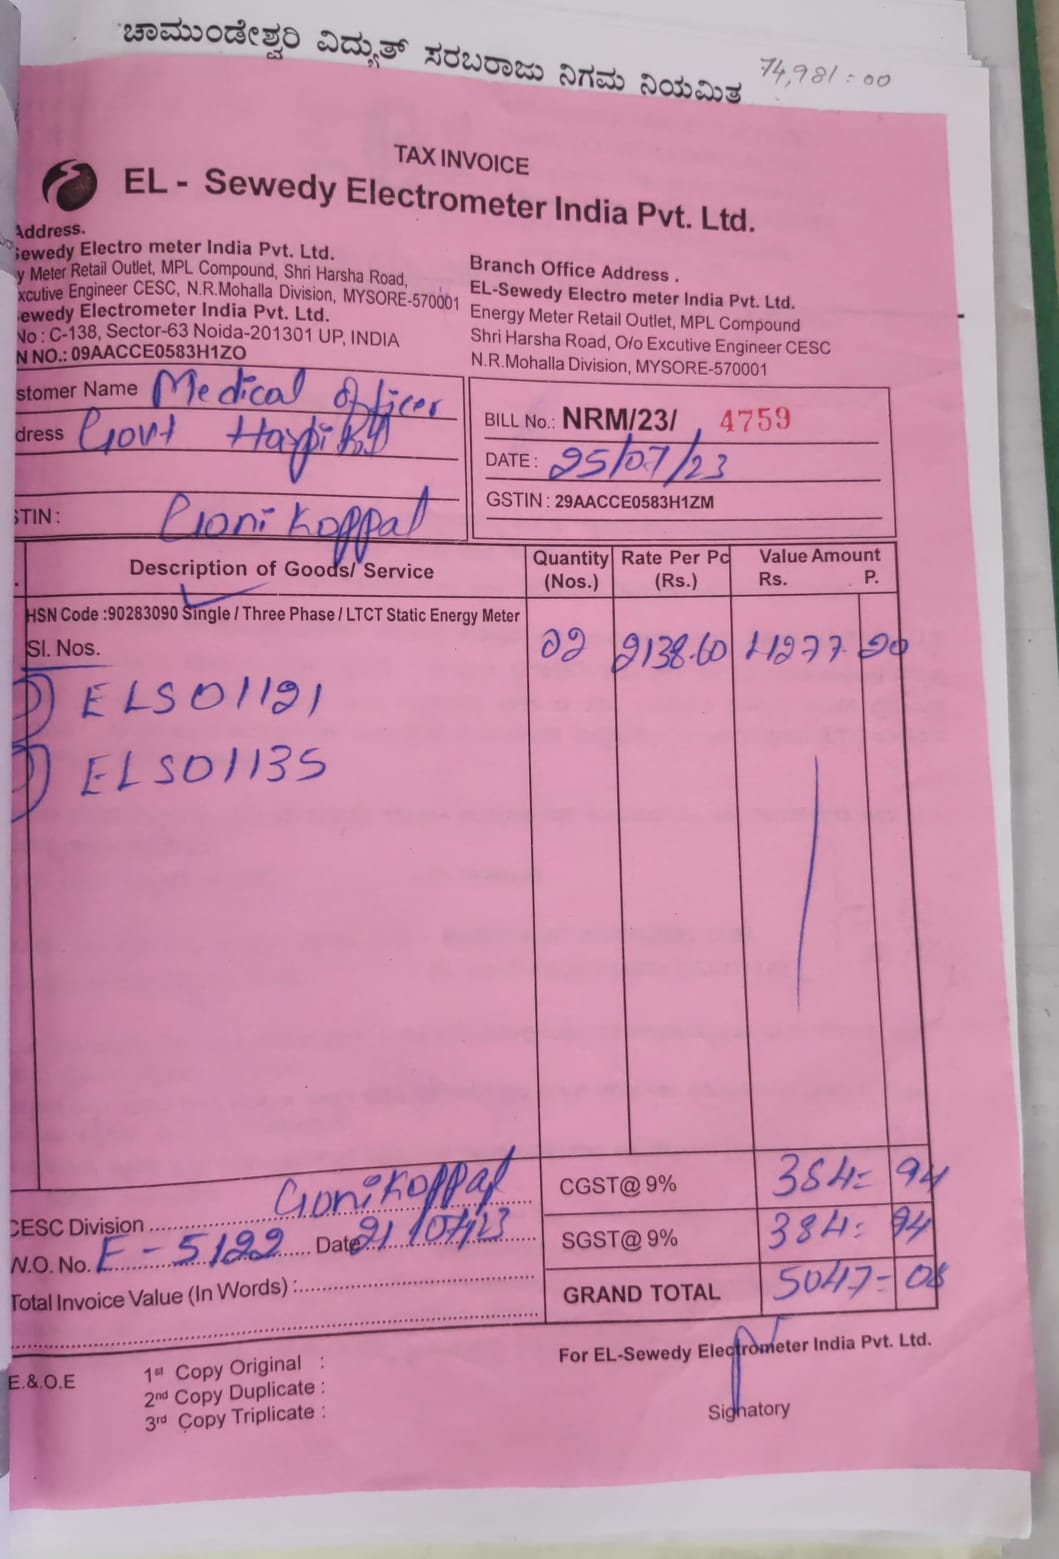 ಚಾಮುಂಡೇಶ್ವರಿ ವಿದ್ಯುತ್ ಸರಬರಾಜು ನಿಗಮ ನಿಯಮಿತ
74,981=00
TAX INVOICE
EL - Sewedy Electrometer India Pvt. Ltd.
Address.
Sewedy Electro meter India Pvt. Ltd.
y Meter Retail Outlet, MPL Compound, Shri Harsha Road,
xcutive Engineer CESC, N.R.Mohalla Division, MYSORE-570001
ewedy Electrometer India Pvt. Ltd.
No : C-138, Sector-63 Noida-201301 UP, INDIA
N NO.: 09AACCE0583H1ZO
Branch Office Address .
EL-Sewedy Electro meter India Pvt. Ltd.
Energy Meter Retail Outlet, MPL Compound
Shri Harsha Road, O/o Excutive Engineer CESC
N.R.Mohalla Division, MYSORE-570001
stomer Name Medical Officer
dress Govt Hospital
STIN : Gonikoppal
BILL No.: NRM/23/ 4759
DATE : 25/07/23
GSTIN : 29AACCE0583H1ZM
Description of Goods/ Service
Quantity (Nos.)
Rate Per Pc (Rs.)
Value Amount
Rs. P.
HSN Code :90283090 Single / Three Phase / LTCT Static Energy Meter
Sl. Nos.
02 2138.60 4277.20
1) ELS01121
2) ELS01135
CESC Division Gonikoppal
W.O. No. F-5122 Date 21/07/23
Total Invoice Value (In Words) :
CGST@ 9% 384=94
SGST@ 9% 384=94
GRAND TOTAL 5047=08
E.&.O.E
1st Copy Original :
2nd Copy Duplicate :
3rd Copy Triplicate :
For EL-Sewedy Electrometer India Pvt. Ltd.
Signatory